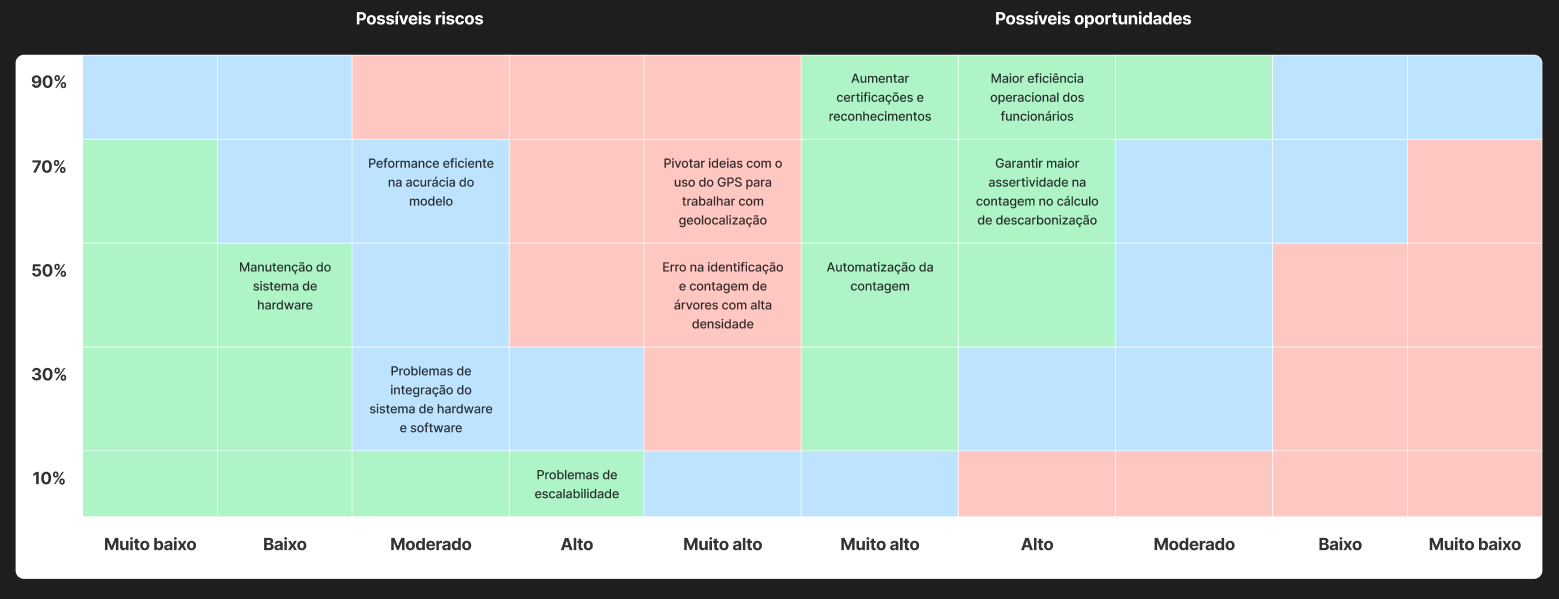 Possíveis riscos
Possíveis oportunidades
90%
Aumentar
certificações e
reconhecimentos
Maior eficiência
operacional dos
funcionários
70%
Peformance eficiente
na acurácia do
modelo
Pivotar ideias com o
uso do GPS para
trabalhar com
geolocalização
Garantir maior
assertividade na
contagem no cálculo
de descarbonização
50%
Manutenção do
sistema de
hardware
Erro na identificação
e contagem de
árvores com alta
densidade
Automatização da
contagem
30%
Problemas de
integração do
sistema de hardware
e software
10%
Problemas de
escalabilidade
Muito baixo
Baixo
Moderado
Alto
Muito alto
Muito alto
Alto
Moderado
Baixo
Muito baixo